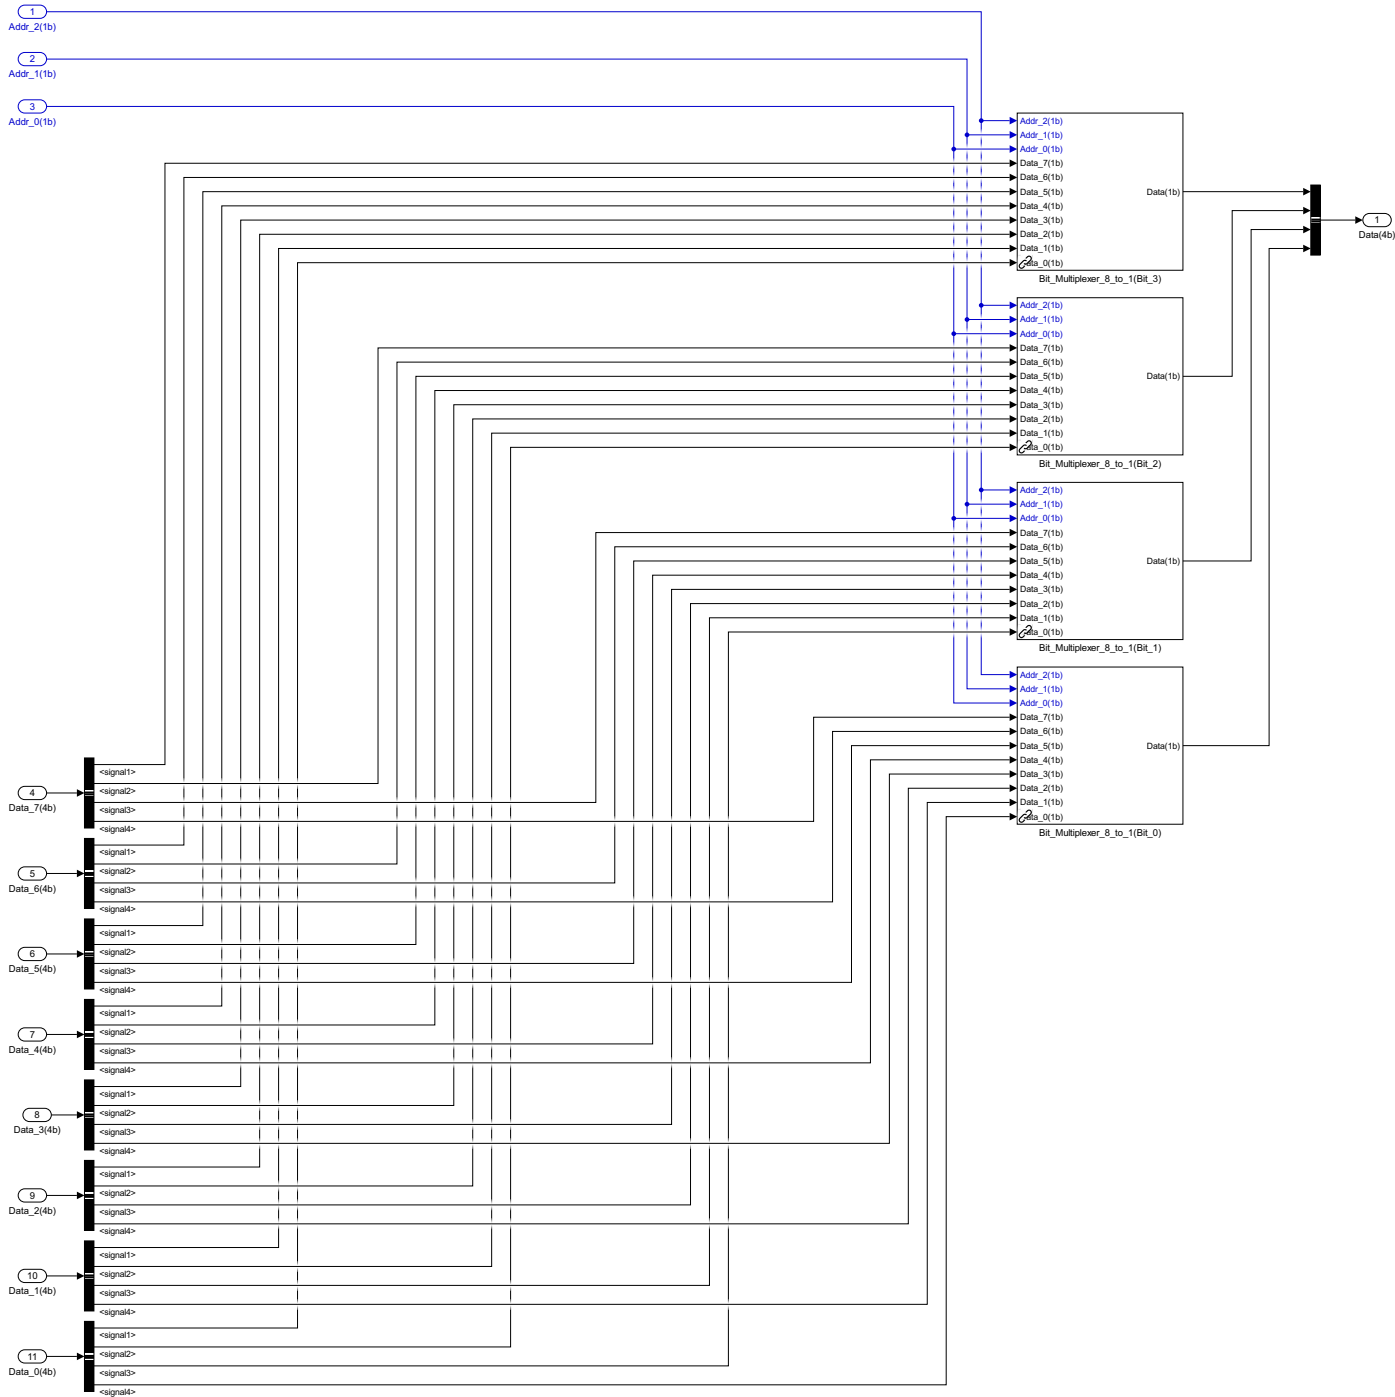 1
Addr_2(1b)
2
Addr_1(1b)
3
Addr_0(1b)
Addr_2(1b)
Addr_1(1b)
Addr_0(1b)
Data_7(1b)
Data_6(1b)
Data_5(1b)
Data_4(1b)
Data_3(1b)
Data_2(1b)
Data_1(1b)
ata_0(1b)
Data(1b)
Bit_Multiplexer_8_to_1(Bit_3)
1
Data(4b)
Addr_2(1b)
Addr_1(1b)
Addr_0(1b)
Data_7(1b)
Data_6(1b)
Data_5(1b)
Data_4(1b)
Data_3(1b)
Data_2(1b)
Data_1(1b)
ata_0(1b)
Data(1b)
Bit_Multiplexer_8_to_1(Bit_2)
Addr_2(1b)
Addr_1(1b)
Addr_0(1b)
Data_7(1b)
Data_6(1b)
Data_5(1b)
Data_4(1b)
Data_3(1b)
Data_2(1b)
Data_1(1b)
ata_0(1b)
Data(1b)
Bit_Multiplexer_8_to_1(Bit_1)
Addr_2(1b)
Addr_1(1b)
Addr_0(1b)
Data_7(1b)
Data_6(1b)
Data_5(1b)
Data_4(1b)
Data_3(1b)
Data_2(1b)
Data_1(1b)
ata_0(1b)
Data(1b)
Bit_Multiplexer_8_to_1(Bit_0)
4
Data_7(4b)
<signal1>
<signal2>
<signal3>
<signal4>
5
Data_6(4b)
<signal1>
<signal2>
<signal3>
<signal4>
6
Data_5(4b)
<signal1>
<signal2>
<signal3>
<signal4>
7
Data_4(4b)
<signal1>
<signal2>
<signal3>
<signal4>
8
Data_3(4b)
<signal1>
<signal2>
<signal3>
<signal4>
9
Data_2(4b)
<signal1>
<signal2>
<signal3>
<signal4>
10
Data_1(4b)
<signal1>
<signal2>
<signal3>
<signal4>
11
Data_0(4b)
<signal1>
<signal2>
<signal3>
<signal4>